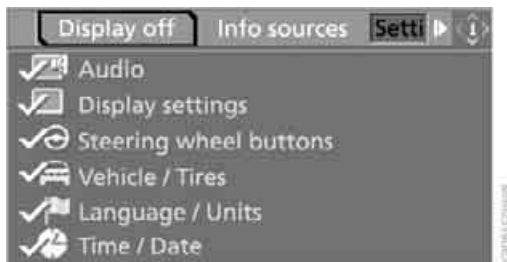 Display off Info sources Setti
Audio
Display settings
Steering wheel buttons
Vehicle / Tires
Language / Units
Time / Date